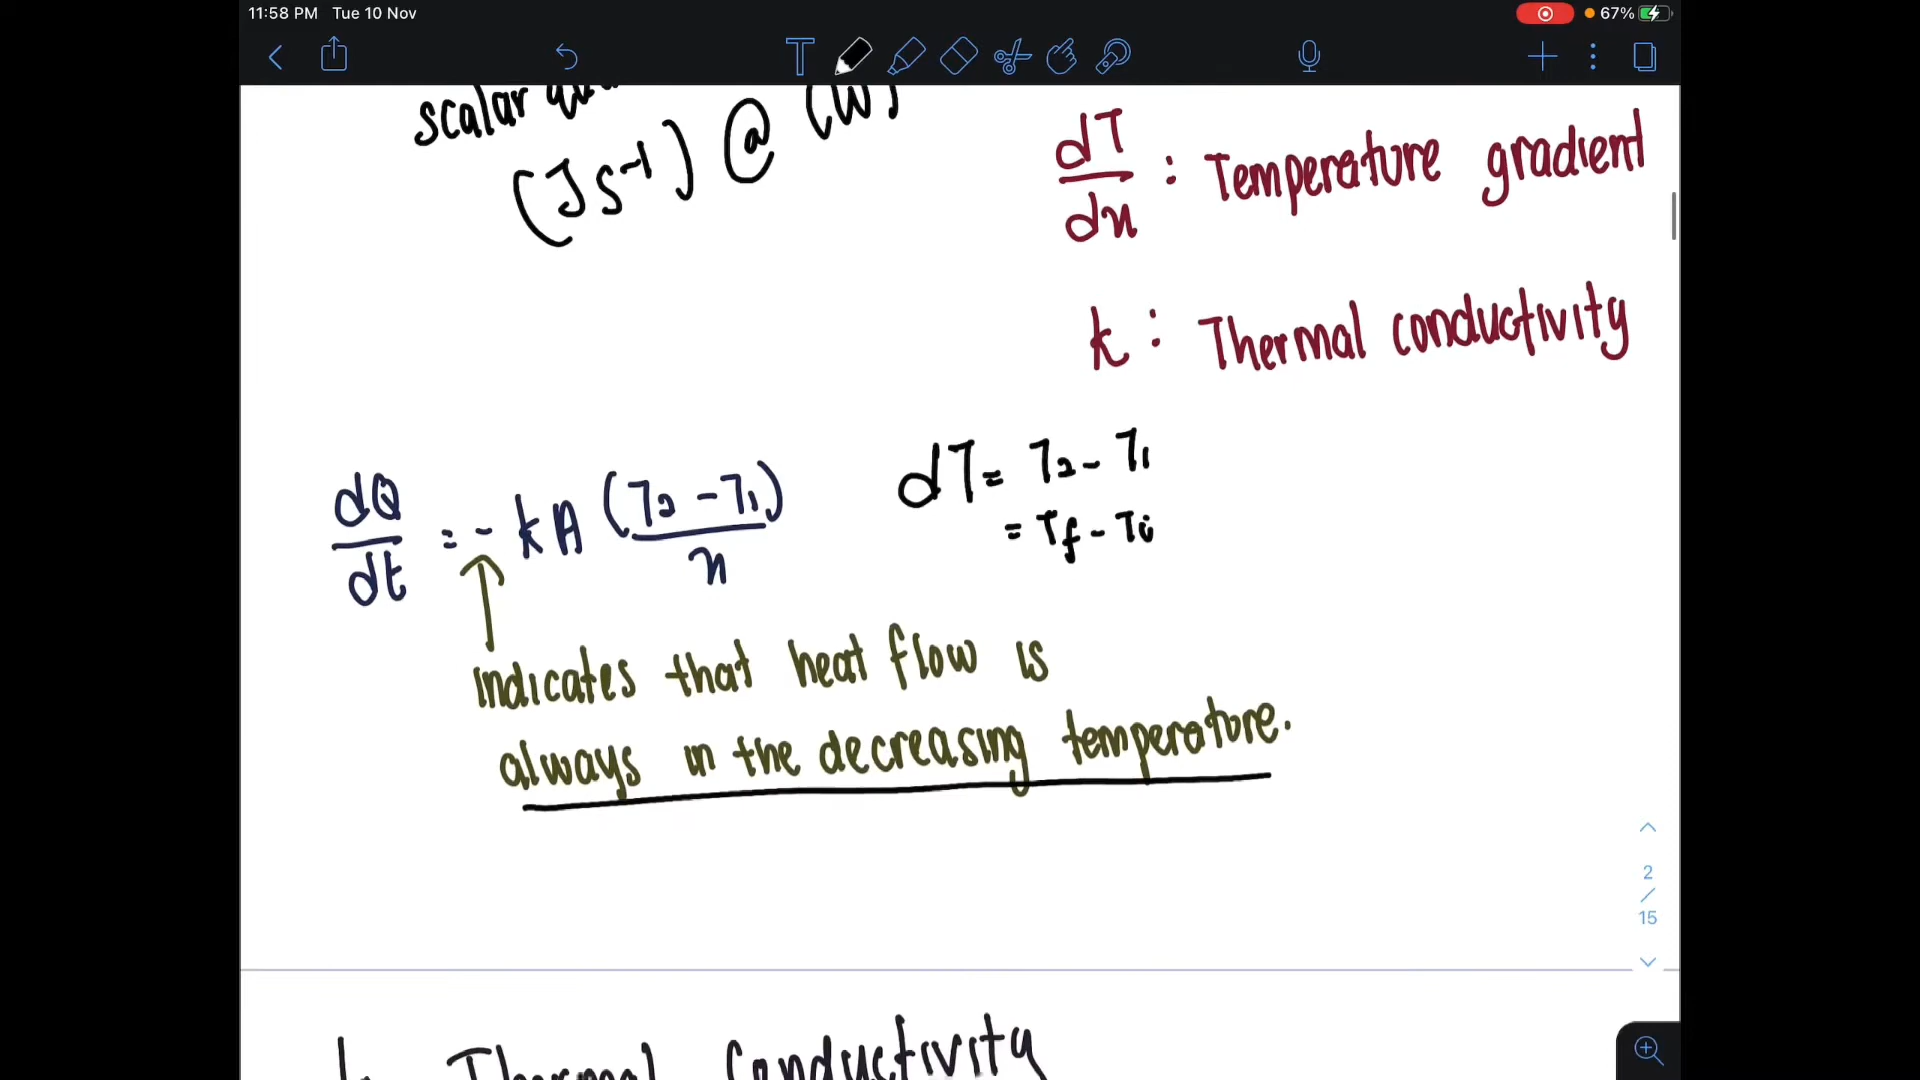 11:58 PM Tue 10 Nov
67%
T
scalar
(Js⁻¹) @ (W)
dT/dx : Temperature gradient
k : Thermal conductivity
dQ/dt = - kA (T₂ - T₁)/x
dT = T₂ - T₁
= Tf - Ti
indicates that heat flow is
always in the decreasing temperature.
2
/
15
Thermal Conductivity